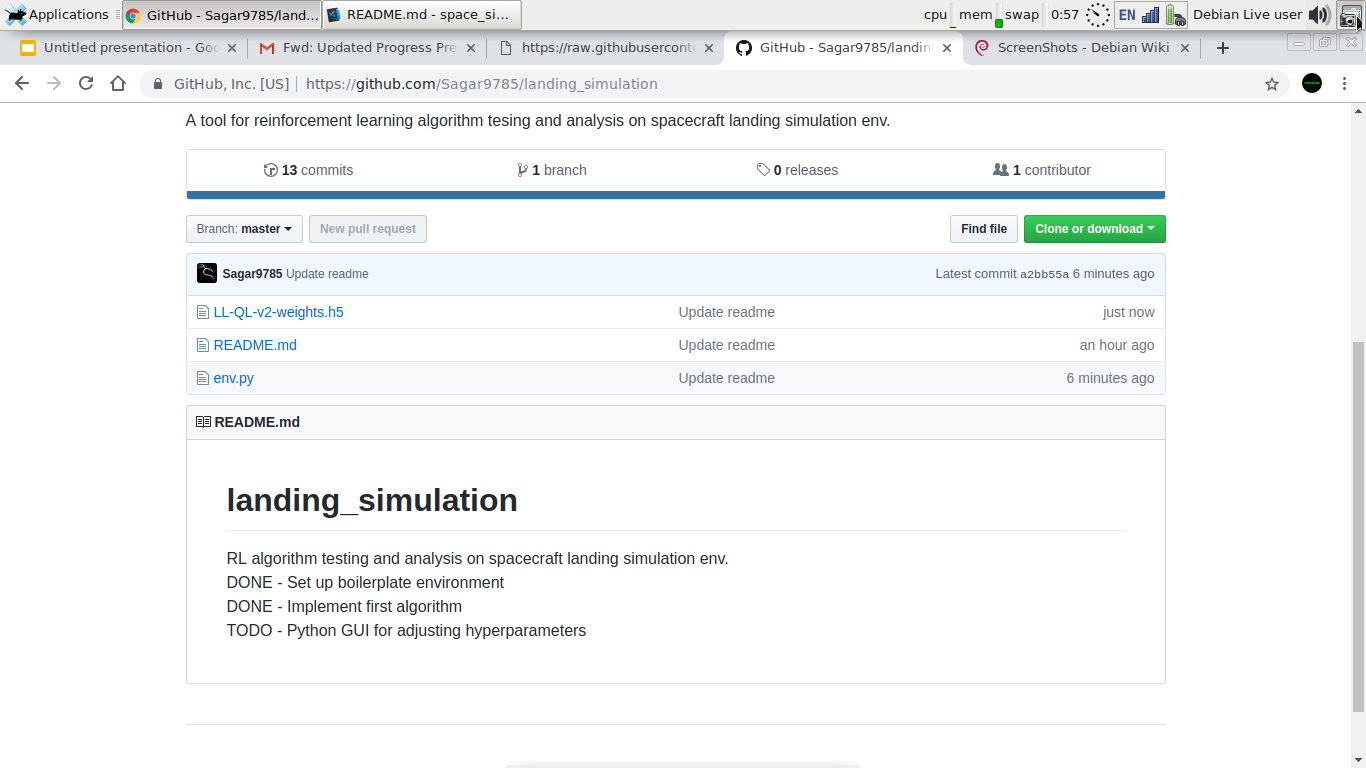 Applications
GitHub - Sagar9785/land...
README.md - space_si...
cpu
mem
swap
0:57
EN
Debian Live user
Untitled presentation - Goo
Fwd: Updated Progress Pre
https://raw.githubuserconte
GitHub - Sagar9785/landin
ScreenShots - Debian Wiki
GitHub, Inc. [US]
https://github.com/Sagar9785/landing_simulation
A tool for reinforcement learning algorithm tesing and analysis on spacecraft landing simulation env.
13 commits
1 branch
0 releases
1 contributor
Branch: master
New pull request
Find file
Clone or download
Sagar9785 Update readme
Latest commit a2bb55a 6 minutes ago
LL-QL-v2-weights.h5
Update readme
just now
README.md
Update readme
an hour ago
env.py
Update readme
6 minutes ago
README.md
landing_simulation
RL algorithm testing and analysis on spacecraft landing simulation env.
DONE - Set up boilerplate environment
DONE - Implement first algorithm
TODO - Python GUI for adjusting hyperparameters